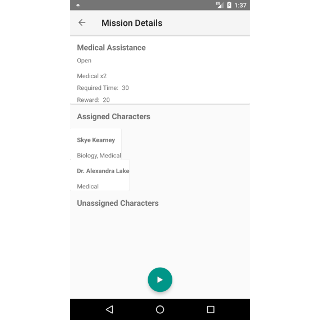 1:37
Mission Details
Medical Assistance
Open
Medical x2
Required Time: 30
Reward: 20
Assigned Characters
Skye Kearney
Biology, Medical
Dr. Alexandra Lake
Medical
Unassigned Characters